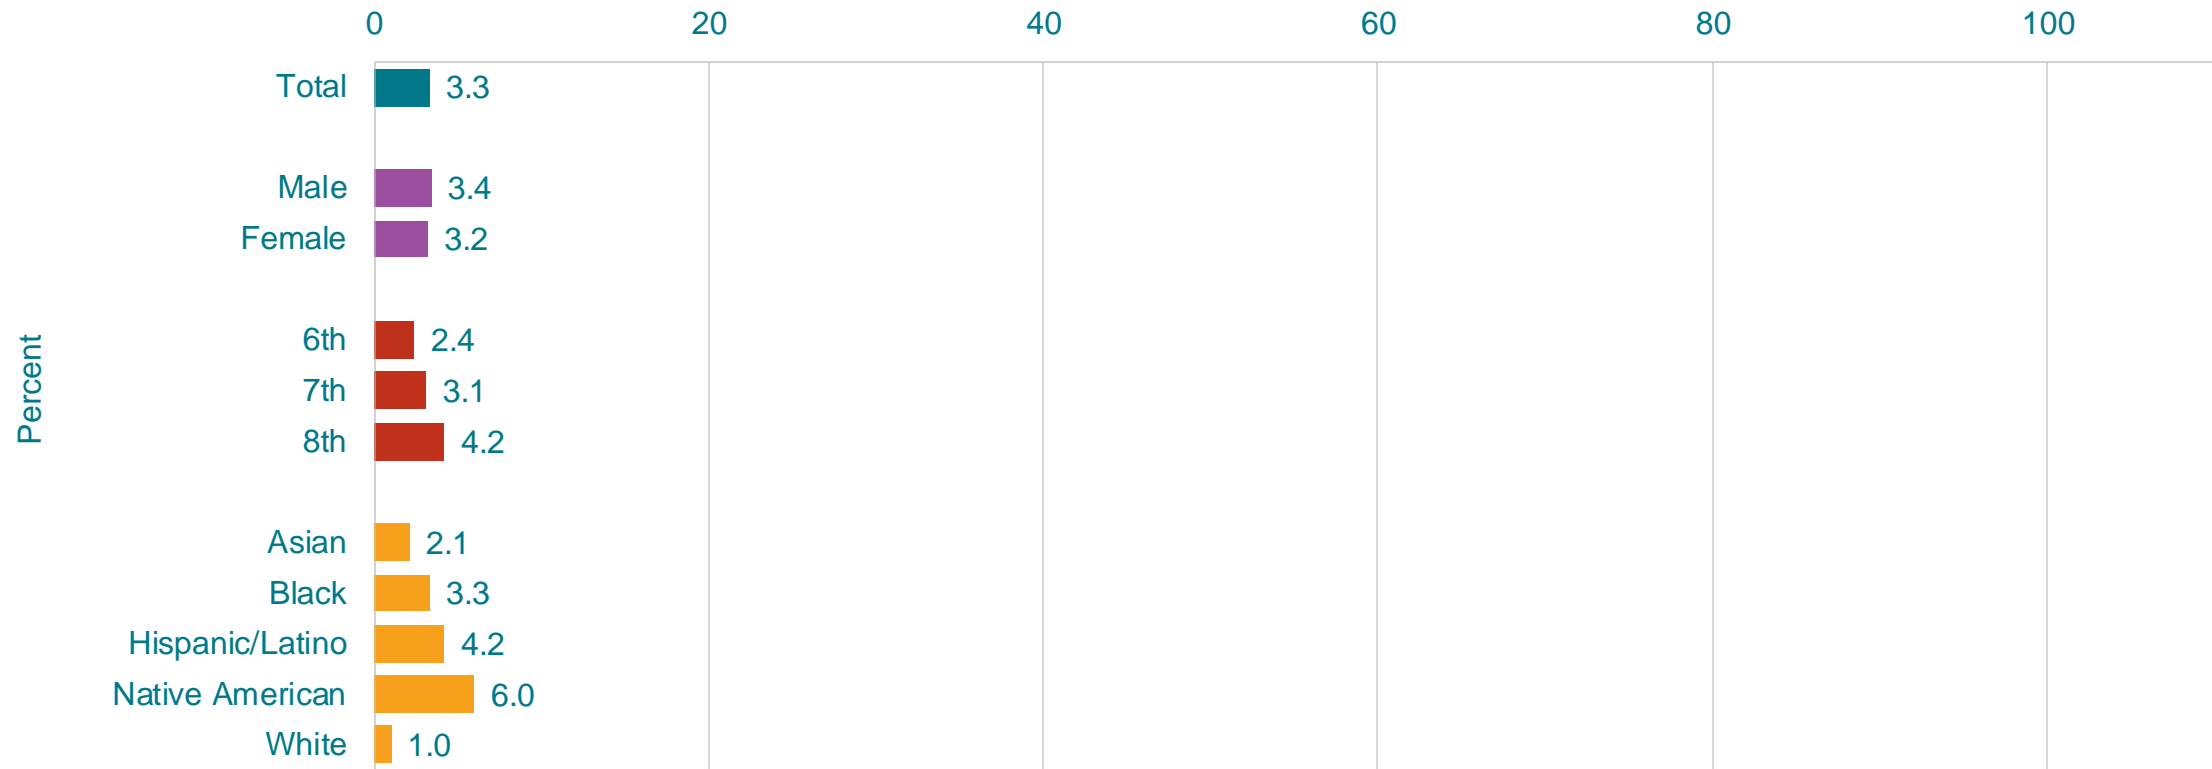 0 20 40 60 80 100
Total 3.3
Male 3.4
Female 3.2
Percent
6th 2.4
7th 3.1
8th 4.2
Asian 2.1
Black 3.3
Hispanic/Latino 4.2
Native American 6.0
White 1.0